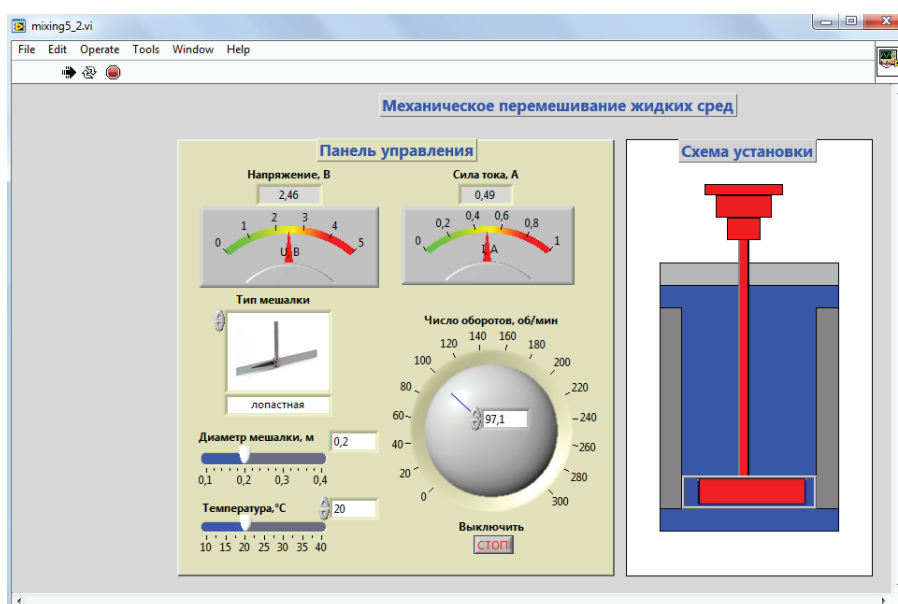 mixing5_2.vi
File Edit Operate Tools Window Help
Механическое перемешивание жидких сред
Панель управления
Схема установки
Напряжение, В
Сила тока, А
2,46
0,49
0 1 2 3 4 5
U, В
0 0,2 0,4 0,6 0,8 1
I, А
Тип мешалки
лопастная
Число оборотов, об/мин
0 20 40 60 80 100 120 140 160 180 200 220 240 260 280 300
97,1
Диаметр мешалки, м
0,2
0,1 0,2 0,3 0,4
Температура,°С
20
10 15 20 25 30 35 40
Выключить
СТОП